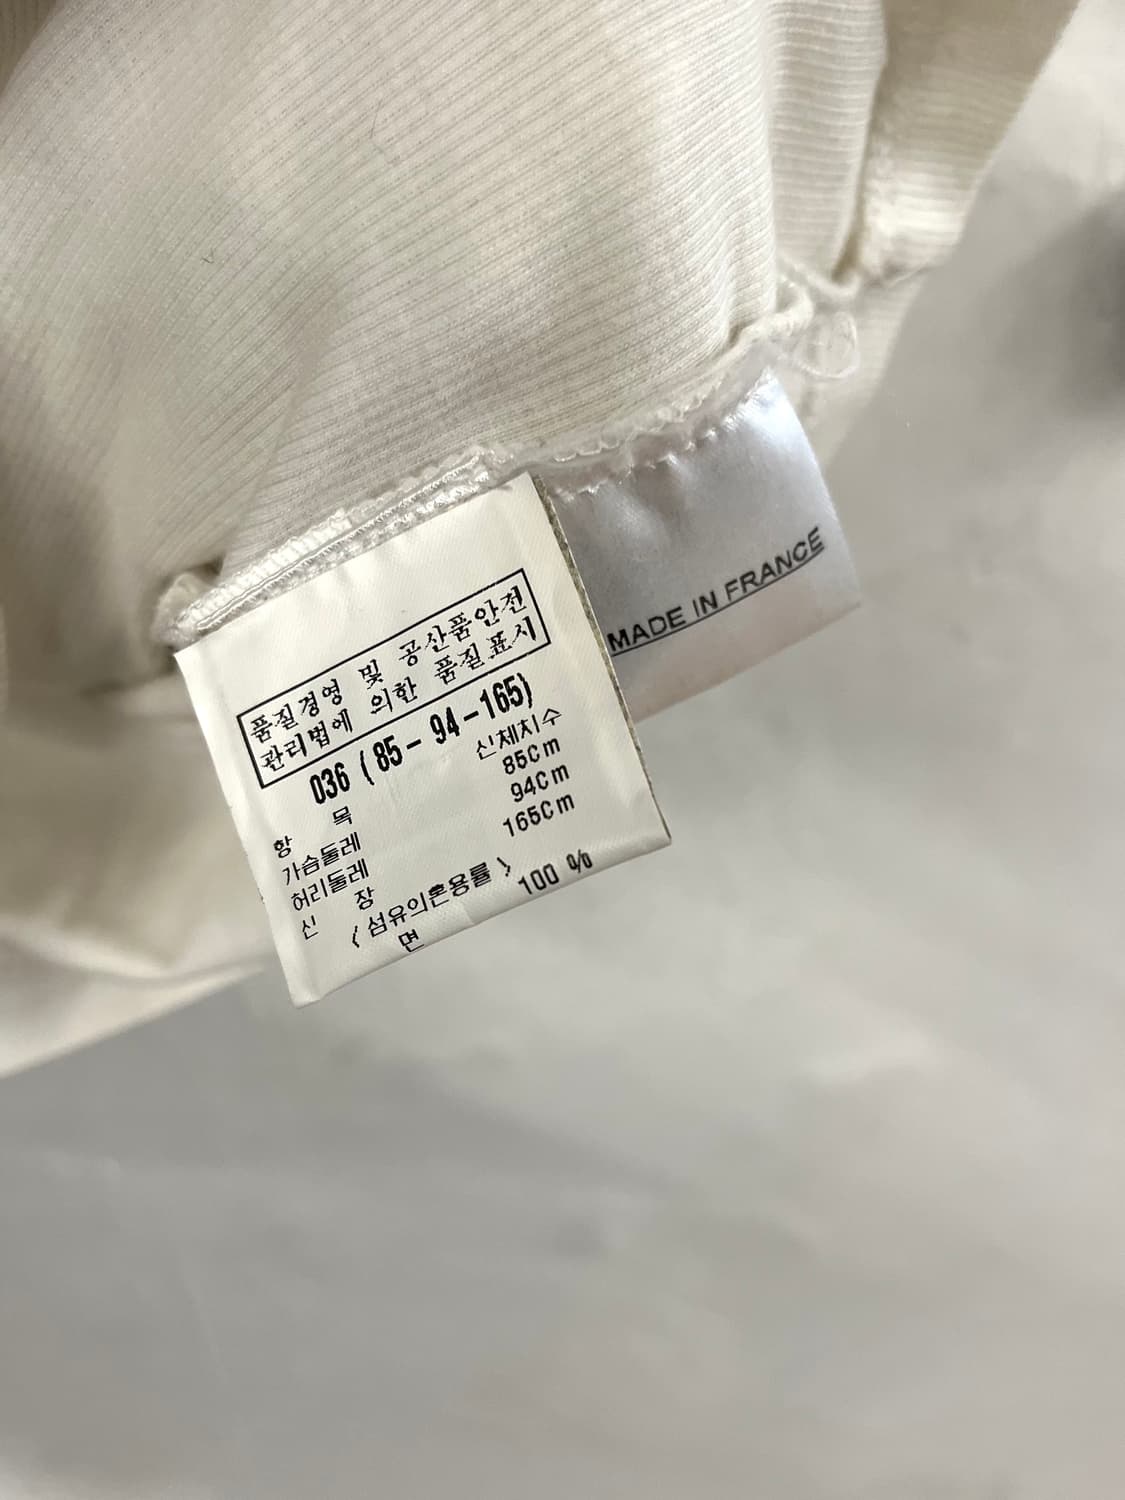 품질경영 및 공산품안전
관리법에 의한 품질표시
036 (85-94-165)
항 목 신체치수
가슴둘레 85Cm
허리둘레 94Cm
신 장 165Cm
〈섬유의혼용률〉
면 100 %
MADE IN FRANCE